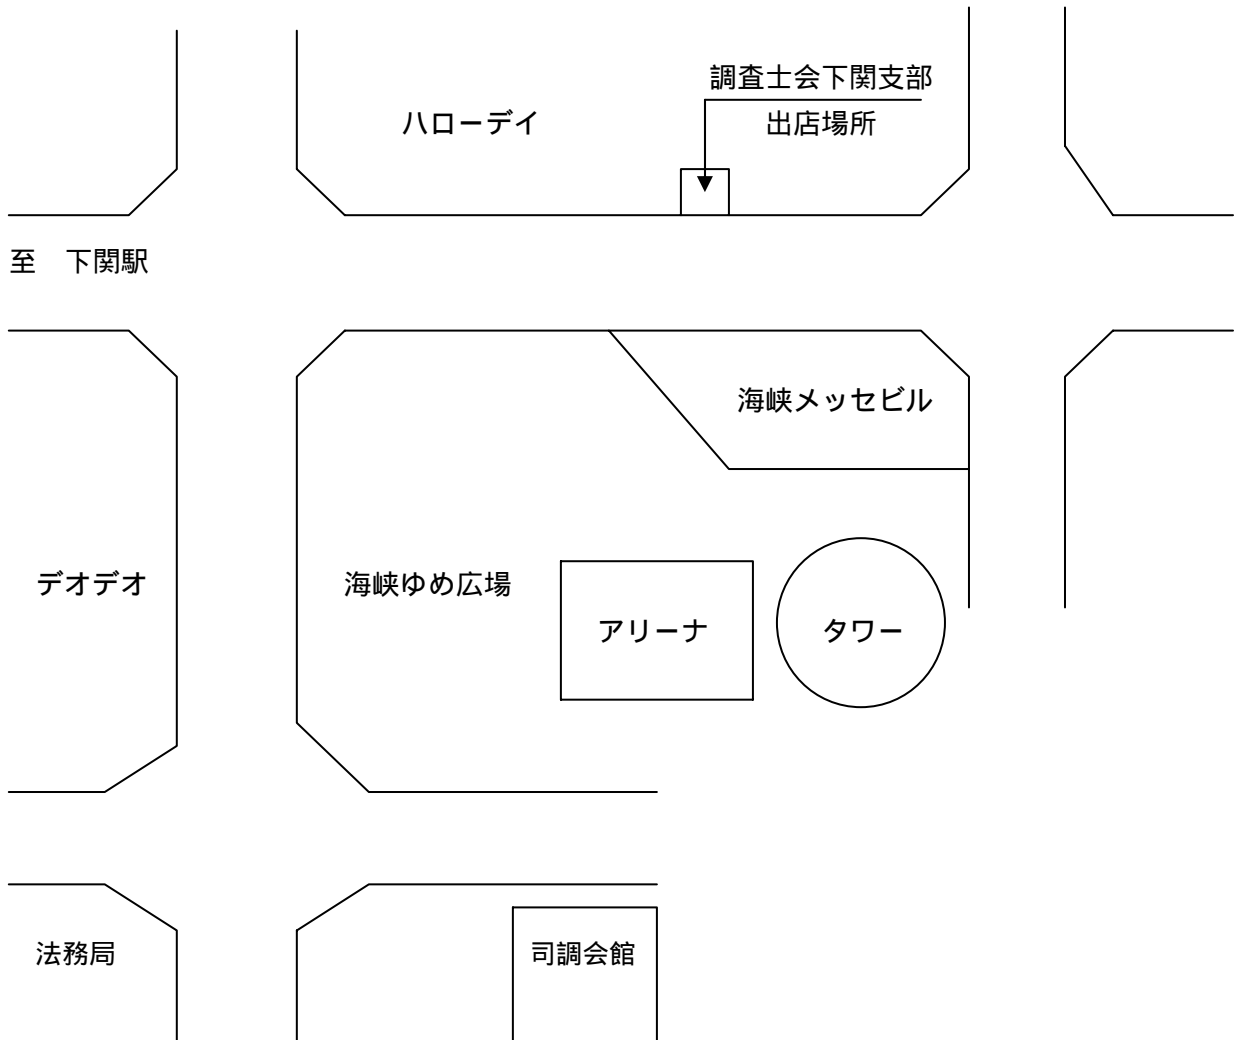 調査士会下関支部
ハローデイ
出店場所
至　下関駅
海峡メッセビル
デオデオ
海峡ゆめ広場
アリーナ
タワー
法務局
司調会館